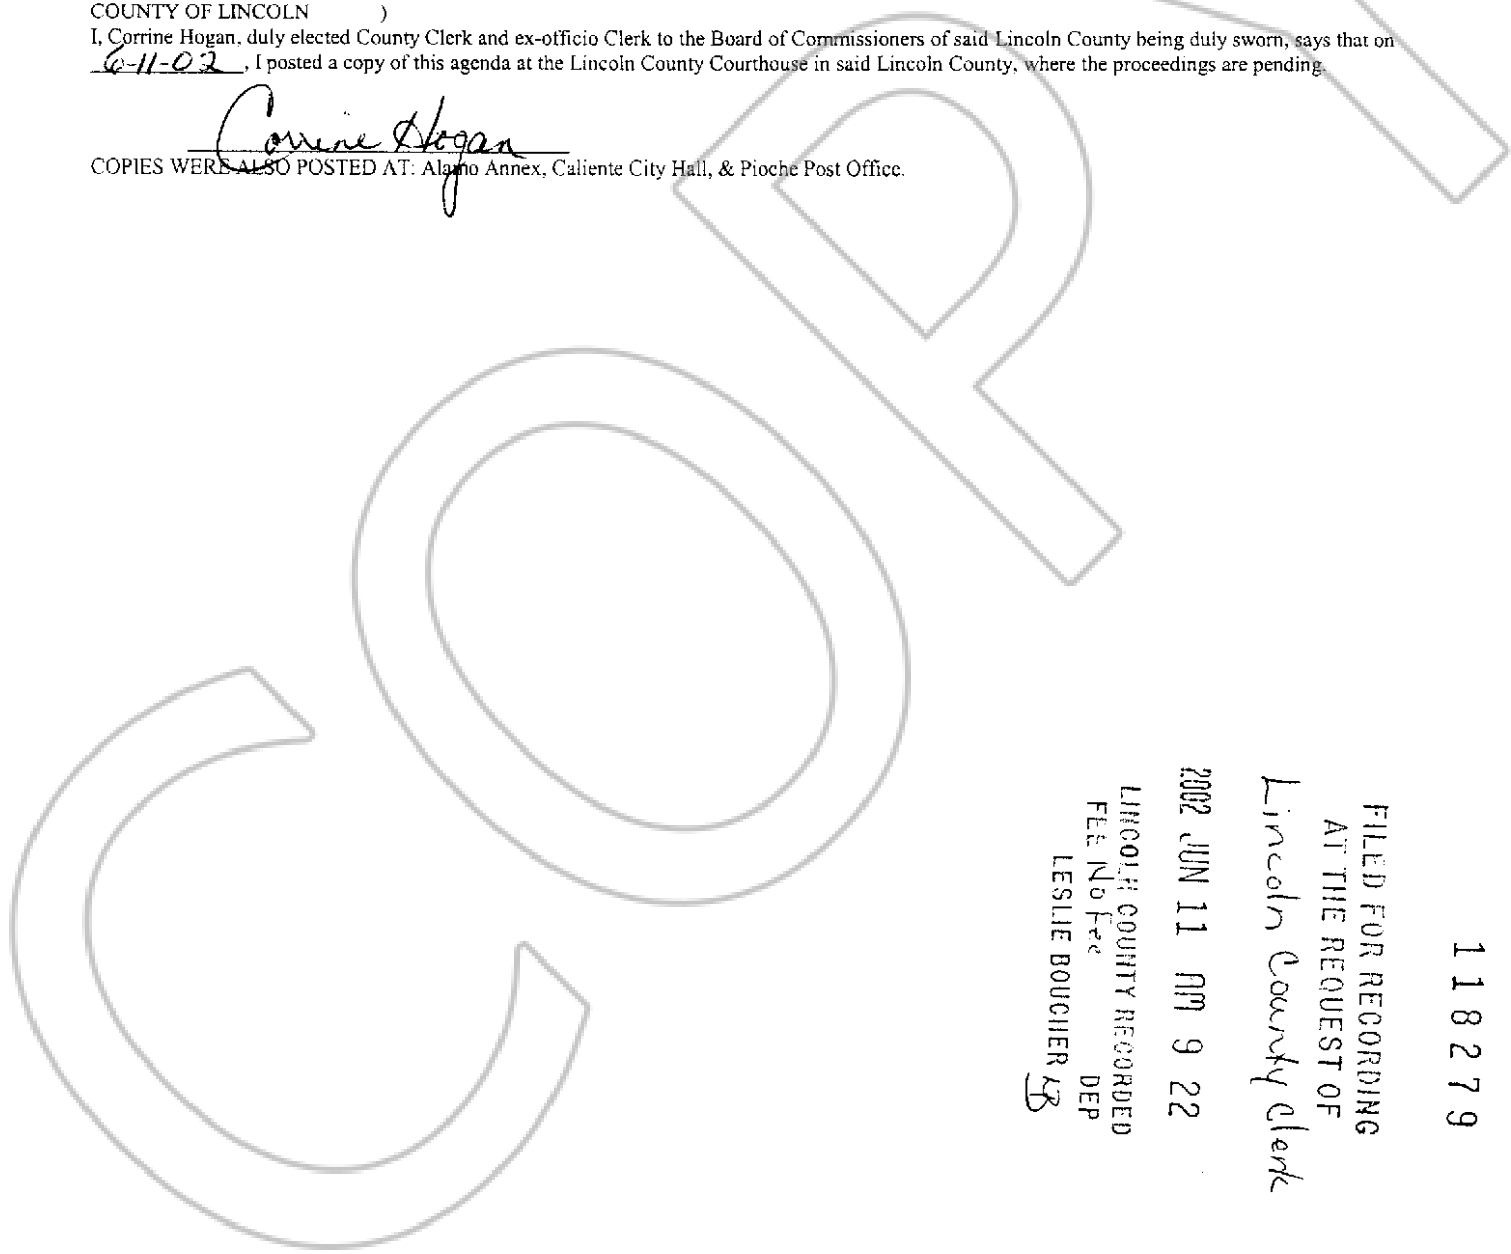 COUNTY OF LINCOLN )
I, Corrine Hogan, duly elected County Clerk and ex-officio Clerk to the Board of Commissioners of said Lincoln County being duly sworn, says that on
6-11-02, I posted a copy of this agenda at the Lincoln County Courthouse in said Lincoln County, where the proceedings are pending.
Corrine Hogan
COPIES WERE ALSO POSTED AT: Alamo Annex, Caliente City Hall, & Pioche Post Office.
COPY
118279
FILED FOR RECORDING
AT THE REQUEST OF
Lincoln County Clerk
2002 JUN 11 AM 9 22
LINCOLN COUNTY RECORDED
FEE No Fee DEP
LESLIE BOUCHER LB